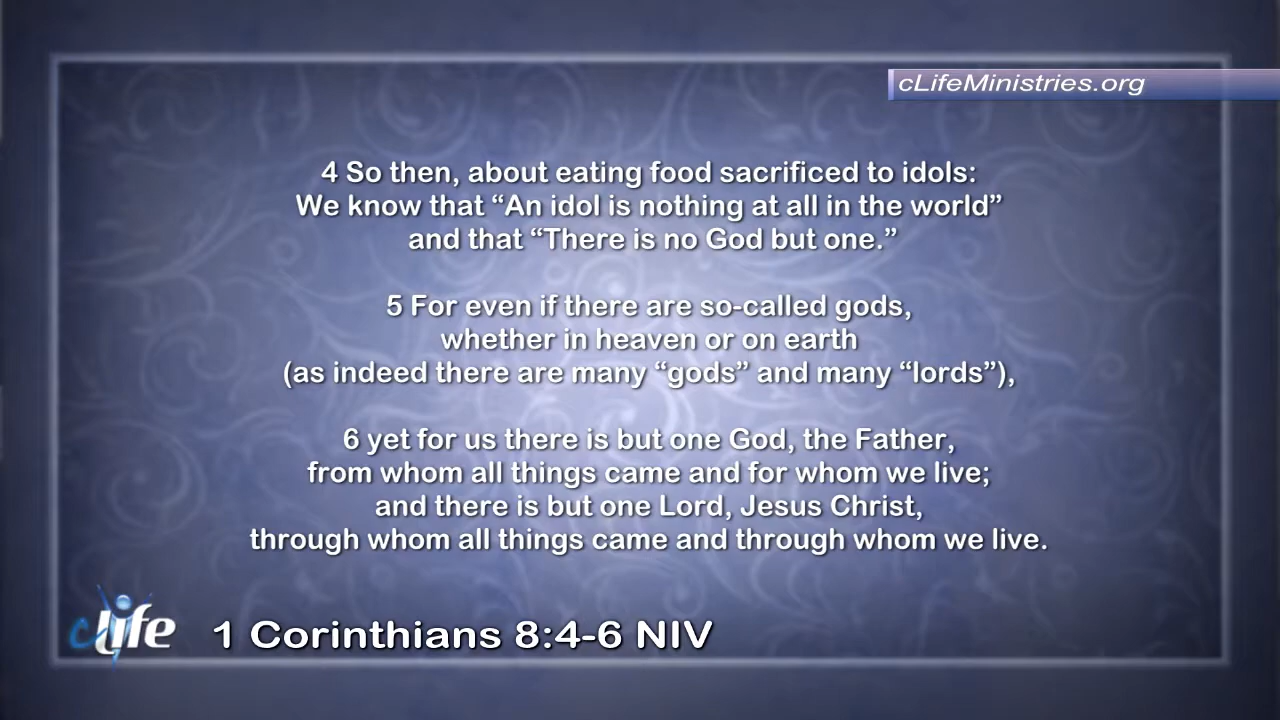 cLifeMinistries.org
4 So then, about eating food sacrificed to idols:
We know that “An idol is nothing at all in the world”
and that “There is no God but one.”
5 For even if there are so-called gods,
whether in heaven or on earth
(as indeed there are many “gods” and many “lords”),
6 yet for us there is but one God, the Father,
from whom all things came and for whom we live;
and there is but one Lord, Jesus Christ,
through whom all things came and through whom we live.
cLife
1 Corinthians 8:4-6 NIV